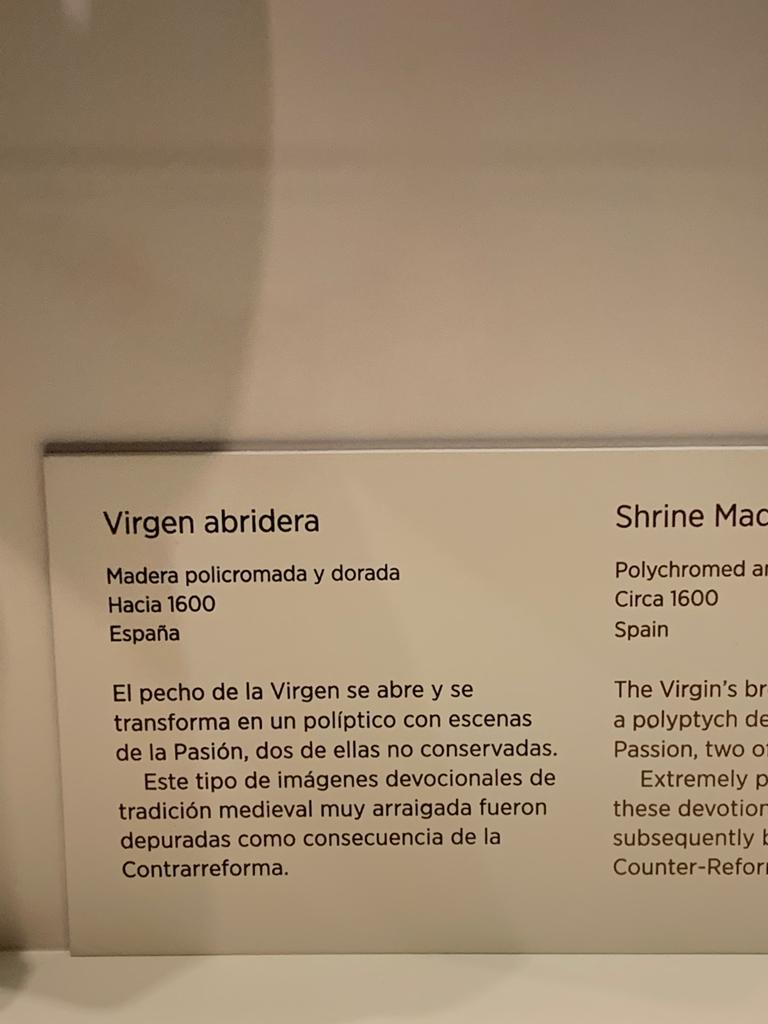 Virgen abridera
Madera policromada y dorada
Hacia 1600
España
El pecho de la Virgen se abre y se
transforma en un políptico con escenas
de la Pasión, dos de ellas no conservadas.
Este tipo de imágenes devocionales de
tradición medieval muy arraigada fueron
depuradas como consecuencia de la
Contrarreforma.
Shrine
Polychromed
Circa 1600
Spain
The Virgin's
a polyptych
Passion, two
Extremely
these
subsequently